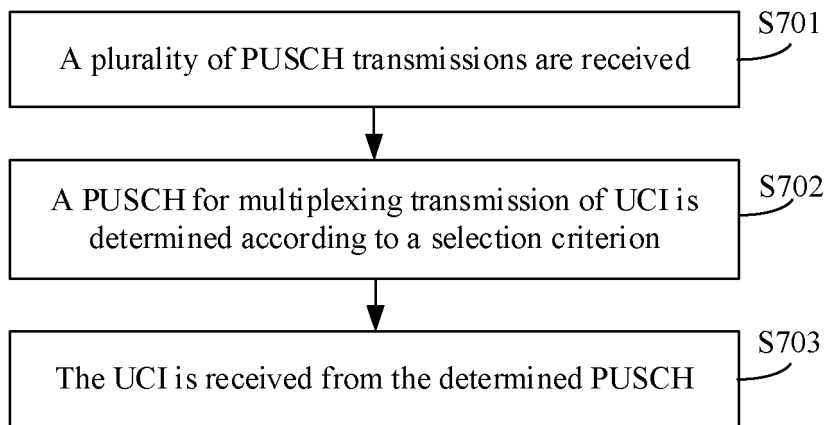 S701
A plurality of PUSCH transmissions are received
S702
A PUSCH for multiplexing transmission of UCI is
determined according to a selection criterion
S703
The UCI is received from the determined PUSCH